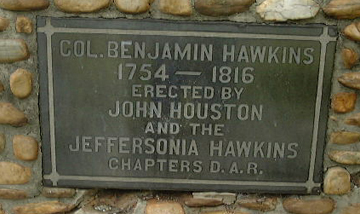 COL. BENJAMIN HAWKINS
1754 — 1816
ERECTED BY
JOHN HOUSTON
AND THE
JEFFERSONIA HAWKINS
CHAPTERS D.A.R.